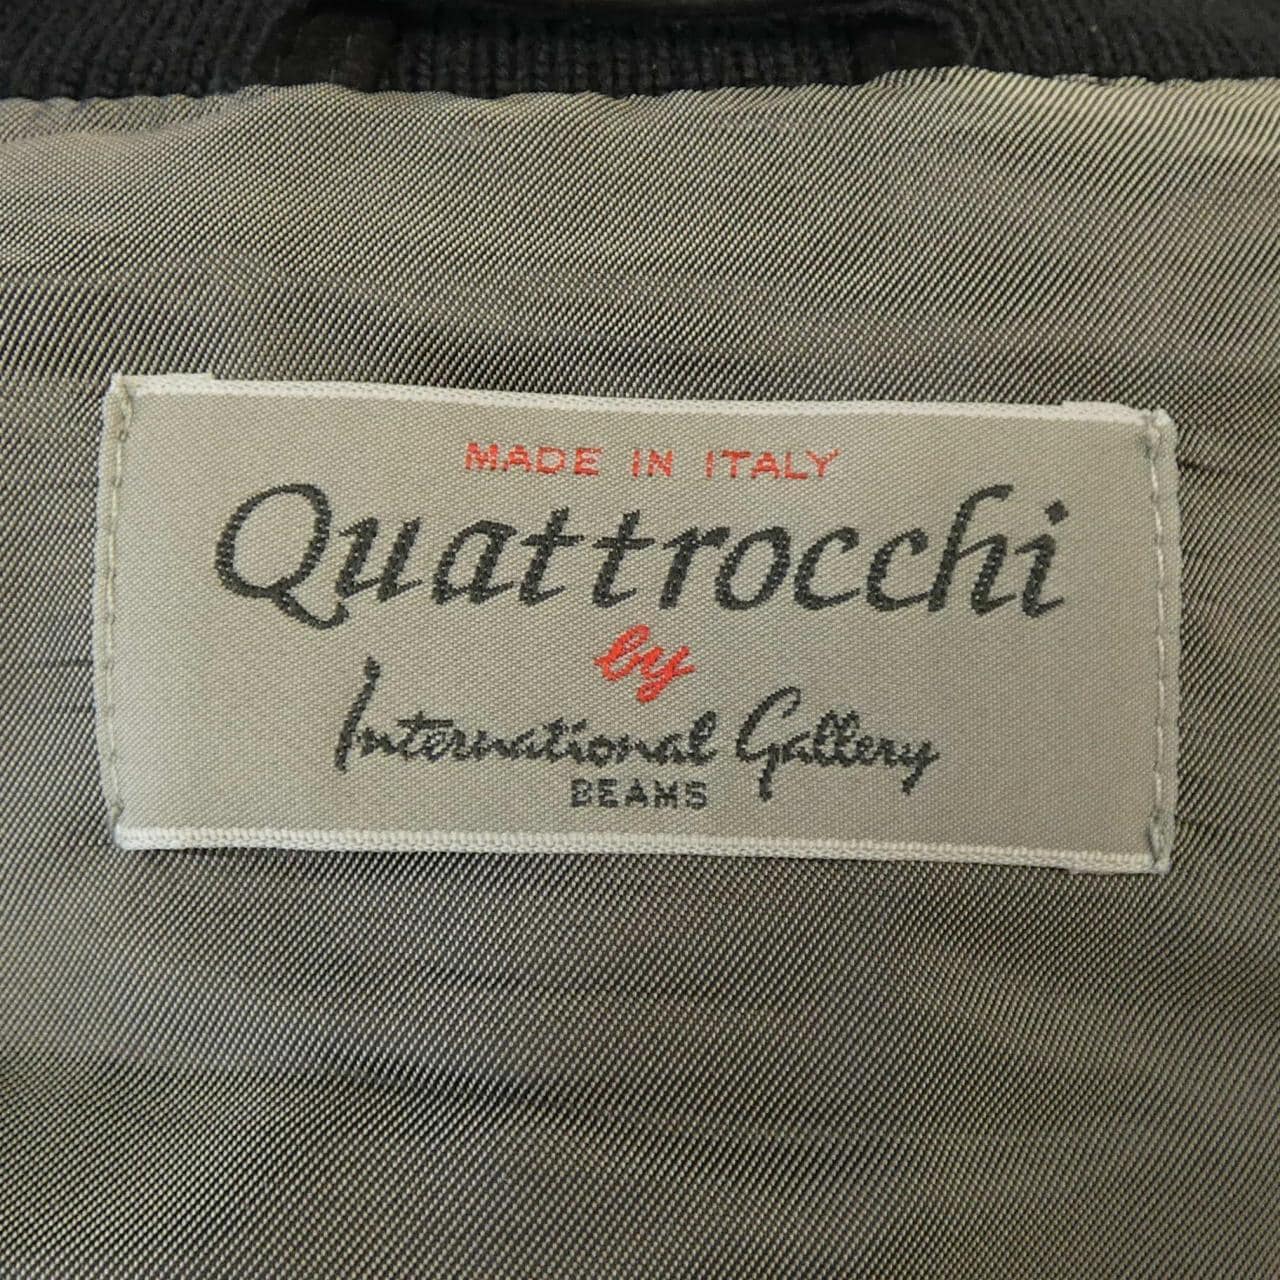 MADE IN ITALY
Quattrocchi
by
International Gallery
BEAMS